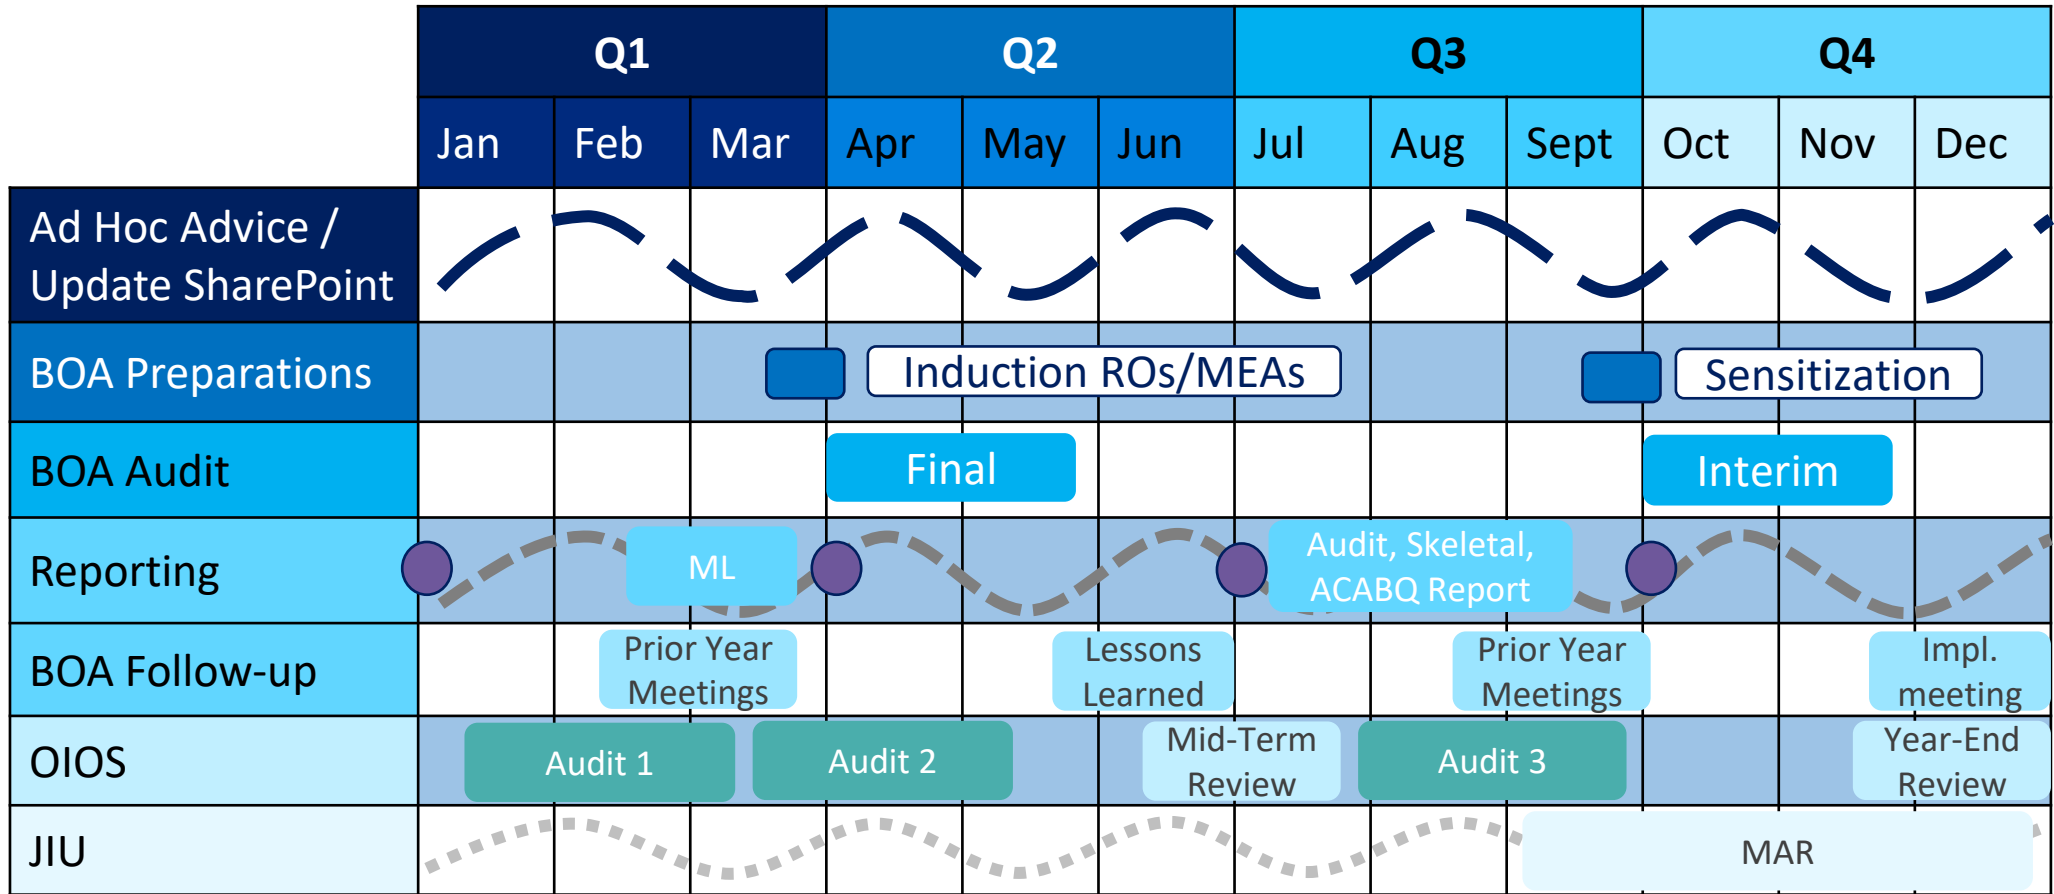 Q1 Q2 Q3 Q4
Jan Feb Mar Apr May Jun Jul Aug Sept Oct Nov Dec
Ad Hoc Advice /
Update SharePoint
BOA Preparations
Induction ROs/MEAs
Sensitization
BOA Audit
Final
Interim
Reporting
ML
Audit, Skeletal,
ACABQ Report
BOA Follow-up
Prior Year
Meetings
Lessons
Learned
Prior Year
Meetings
Impl.
meeting
OIOS
Audit 1
Audit 2
Mid-Term
Review
Audit 3
Year-End
Review
JIU
MAR